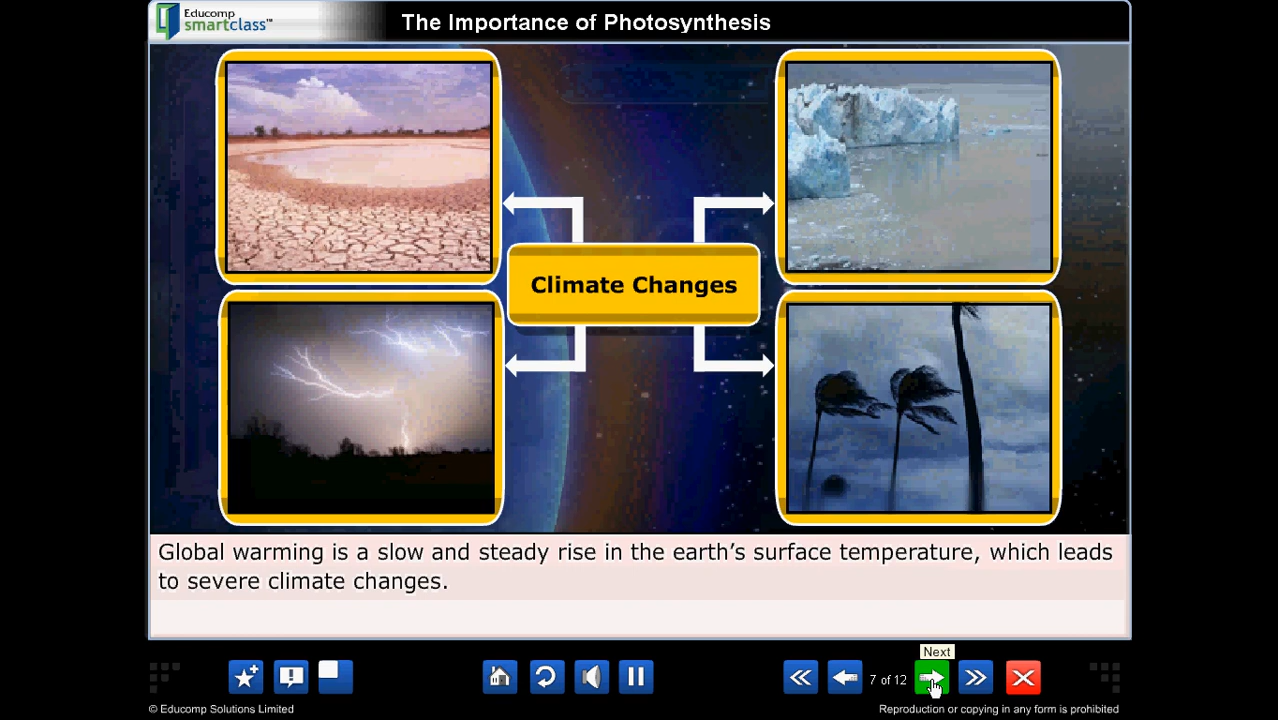 Educomp
smartclass™
The Importance of Photosynthesis
Climate Changes
Global warming is a slow and steady rise in the earth's surface temperature, which leads
to severe climate changes.
Next
7 of 12
© Educomp Solutions Limited
Reproduction or copying in any form is prohibited